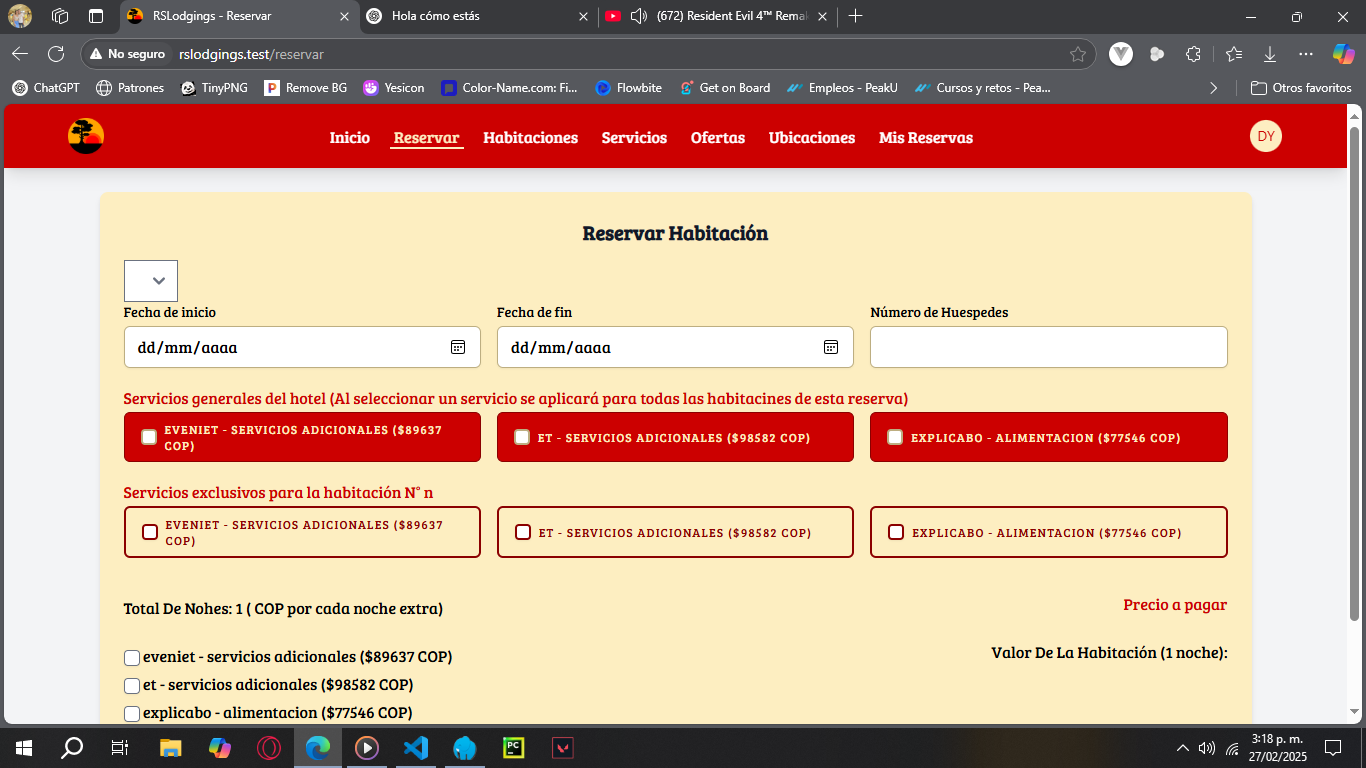 RSLodgings - Reservar
Hola cómo estás
(672) Resident Evil 4™ Rema
No seguro
rslodgings.test/reservar
ChatGPT
Patrones
TinyPNG
Remove BG
Yesicon
Color-Name.com: Fi...
Flowbite
Get on Board
Empleos - PeakU
Cursos y retos - Pea...
Otros favoritos
Inicio
Reservar
Habitaciones
Servicios
Ofertas
Ubicaciones
Mis Reservas
DY
Reservar Habitación
Fecha de inicio
Fecha de fin
Número de Huespedes
dd/mm/aaaa
dd/mm/aaaa
Servicios generales del hotel (Al seleccionar un servicio se aplicará para todas las habitacines de esta reserva)
EVENIET - SERVICIOS ADICIONALES ($89637
COP)
ET - SERVICIOS ADICIONALES ($98582 COP)
EXPLICABO - ALIMENTACION ($77546 COP)
Servicios exclusivos para la habitación N° n
EVENIET - SERVICIOS ADICIONALES ($89637
COP)
ET - SERVICIOS ADICIONALES ($98582 COP)
EXPLICABO - ALIMENTACION ($77546 COP)
Total De Nohes: 1 ( COP por cada noche extra)
Precio a pagar
eveniet - servicios adicionales ($89637 COP)
Valor De La Habitación (1 noche):
et - servicios adicionales ($98582 COP)
explicabo - alimentacion ($77546 COP)
PC
3:18 p. m.
27/02/2025